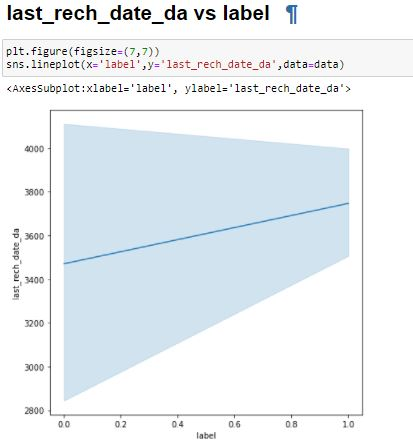 last_rech_date_da vs label ¶
plt.figure(figsize=(7,7))
sns.lineplot(x='label',y='last_rech_date_da',data=data)
<AxesSubplot:xlabel='label', ylabel='last_rech_date_da'>
4000
3800
3600
3400
3200
3000
2800
last_rech_date_da
0.0 0.2 0.4 0.6 0.8 1.0
label